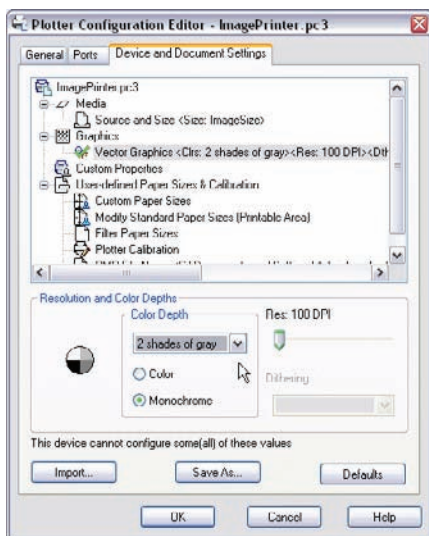 Plotter Configuration Editor - ImagePrinter.pc3
General Ports Device and Document Settings
ImagePrinter.pc3
Media
Source and Size <Size: ImageSize>
Graphics
Vector Graphics <Clrs: 2 shades of gray><Res: 100 DPI><Dith
Custom Properties
User-defined Paper Sizes & Calibration
Custom Paper Sizes
Modify Standard Paper Sizes (Printable Area)
Filter Paper Sizes
Plotter Calibration
Resolution and Color Depths
Color Depth
Res: 100 DPI
2 shades of gray
Color
Dithering
Monochrome
This device cannot configure some(all) of these values
Import... Save As... Defaults
OK Cancel Help